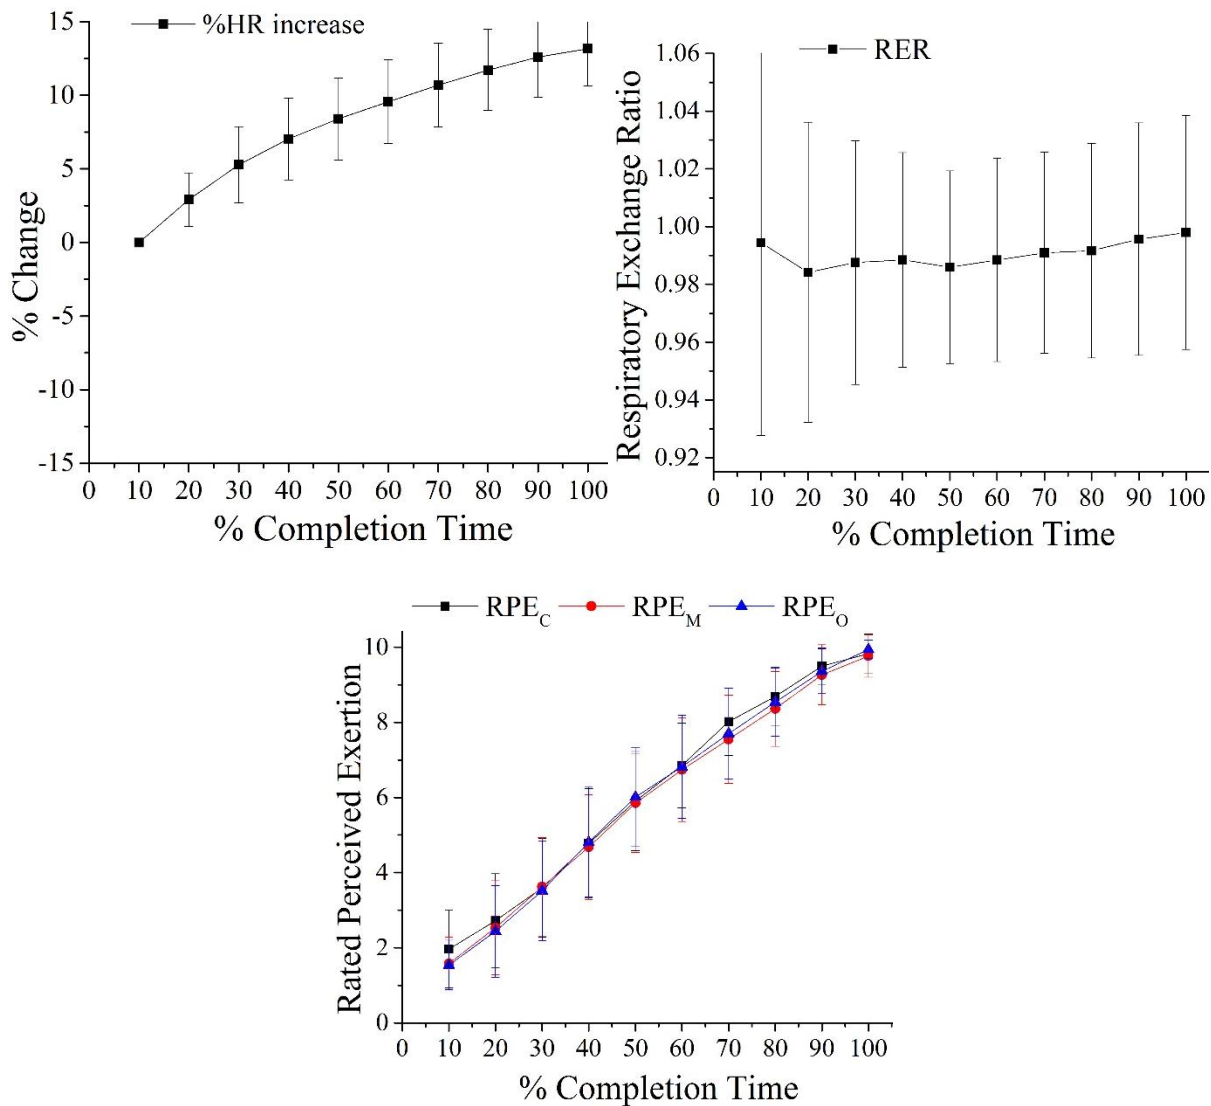 %HR increase
15
10
5
0
-5
-10
-15
% Change
0 10 20 30 40 50 60 70 80 90 100
% Completion Time
RER
1.06
1.04
1.02
1.00
0.98
0.96
0.94
0.92
Respiratory Exchange Ratio
0 10 20 30 40 50 60 70 80 90 100
% Completion Time
RPE_C RPE_M RPE_O
10
8
6
4
2
0
Rated Perceived Exertion
0 10 20 30 40 50 60 70 80 90 100
% Completion Time